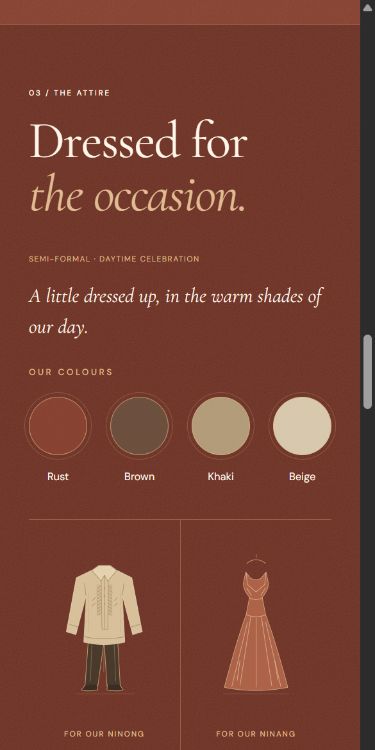 03 / THE ATTIRE
Dressed for
the occasion.
SEMI-FORMAL · DAYTIME CELEBRATION
A little dressed up, in the warm shades of
our day.
OUR COLOURS
Rust Brown Khaki Beige
FOR OUR NINONG FOR OUR NINANG